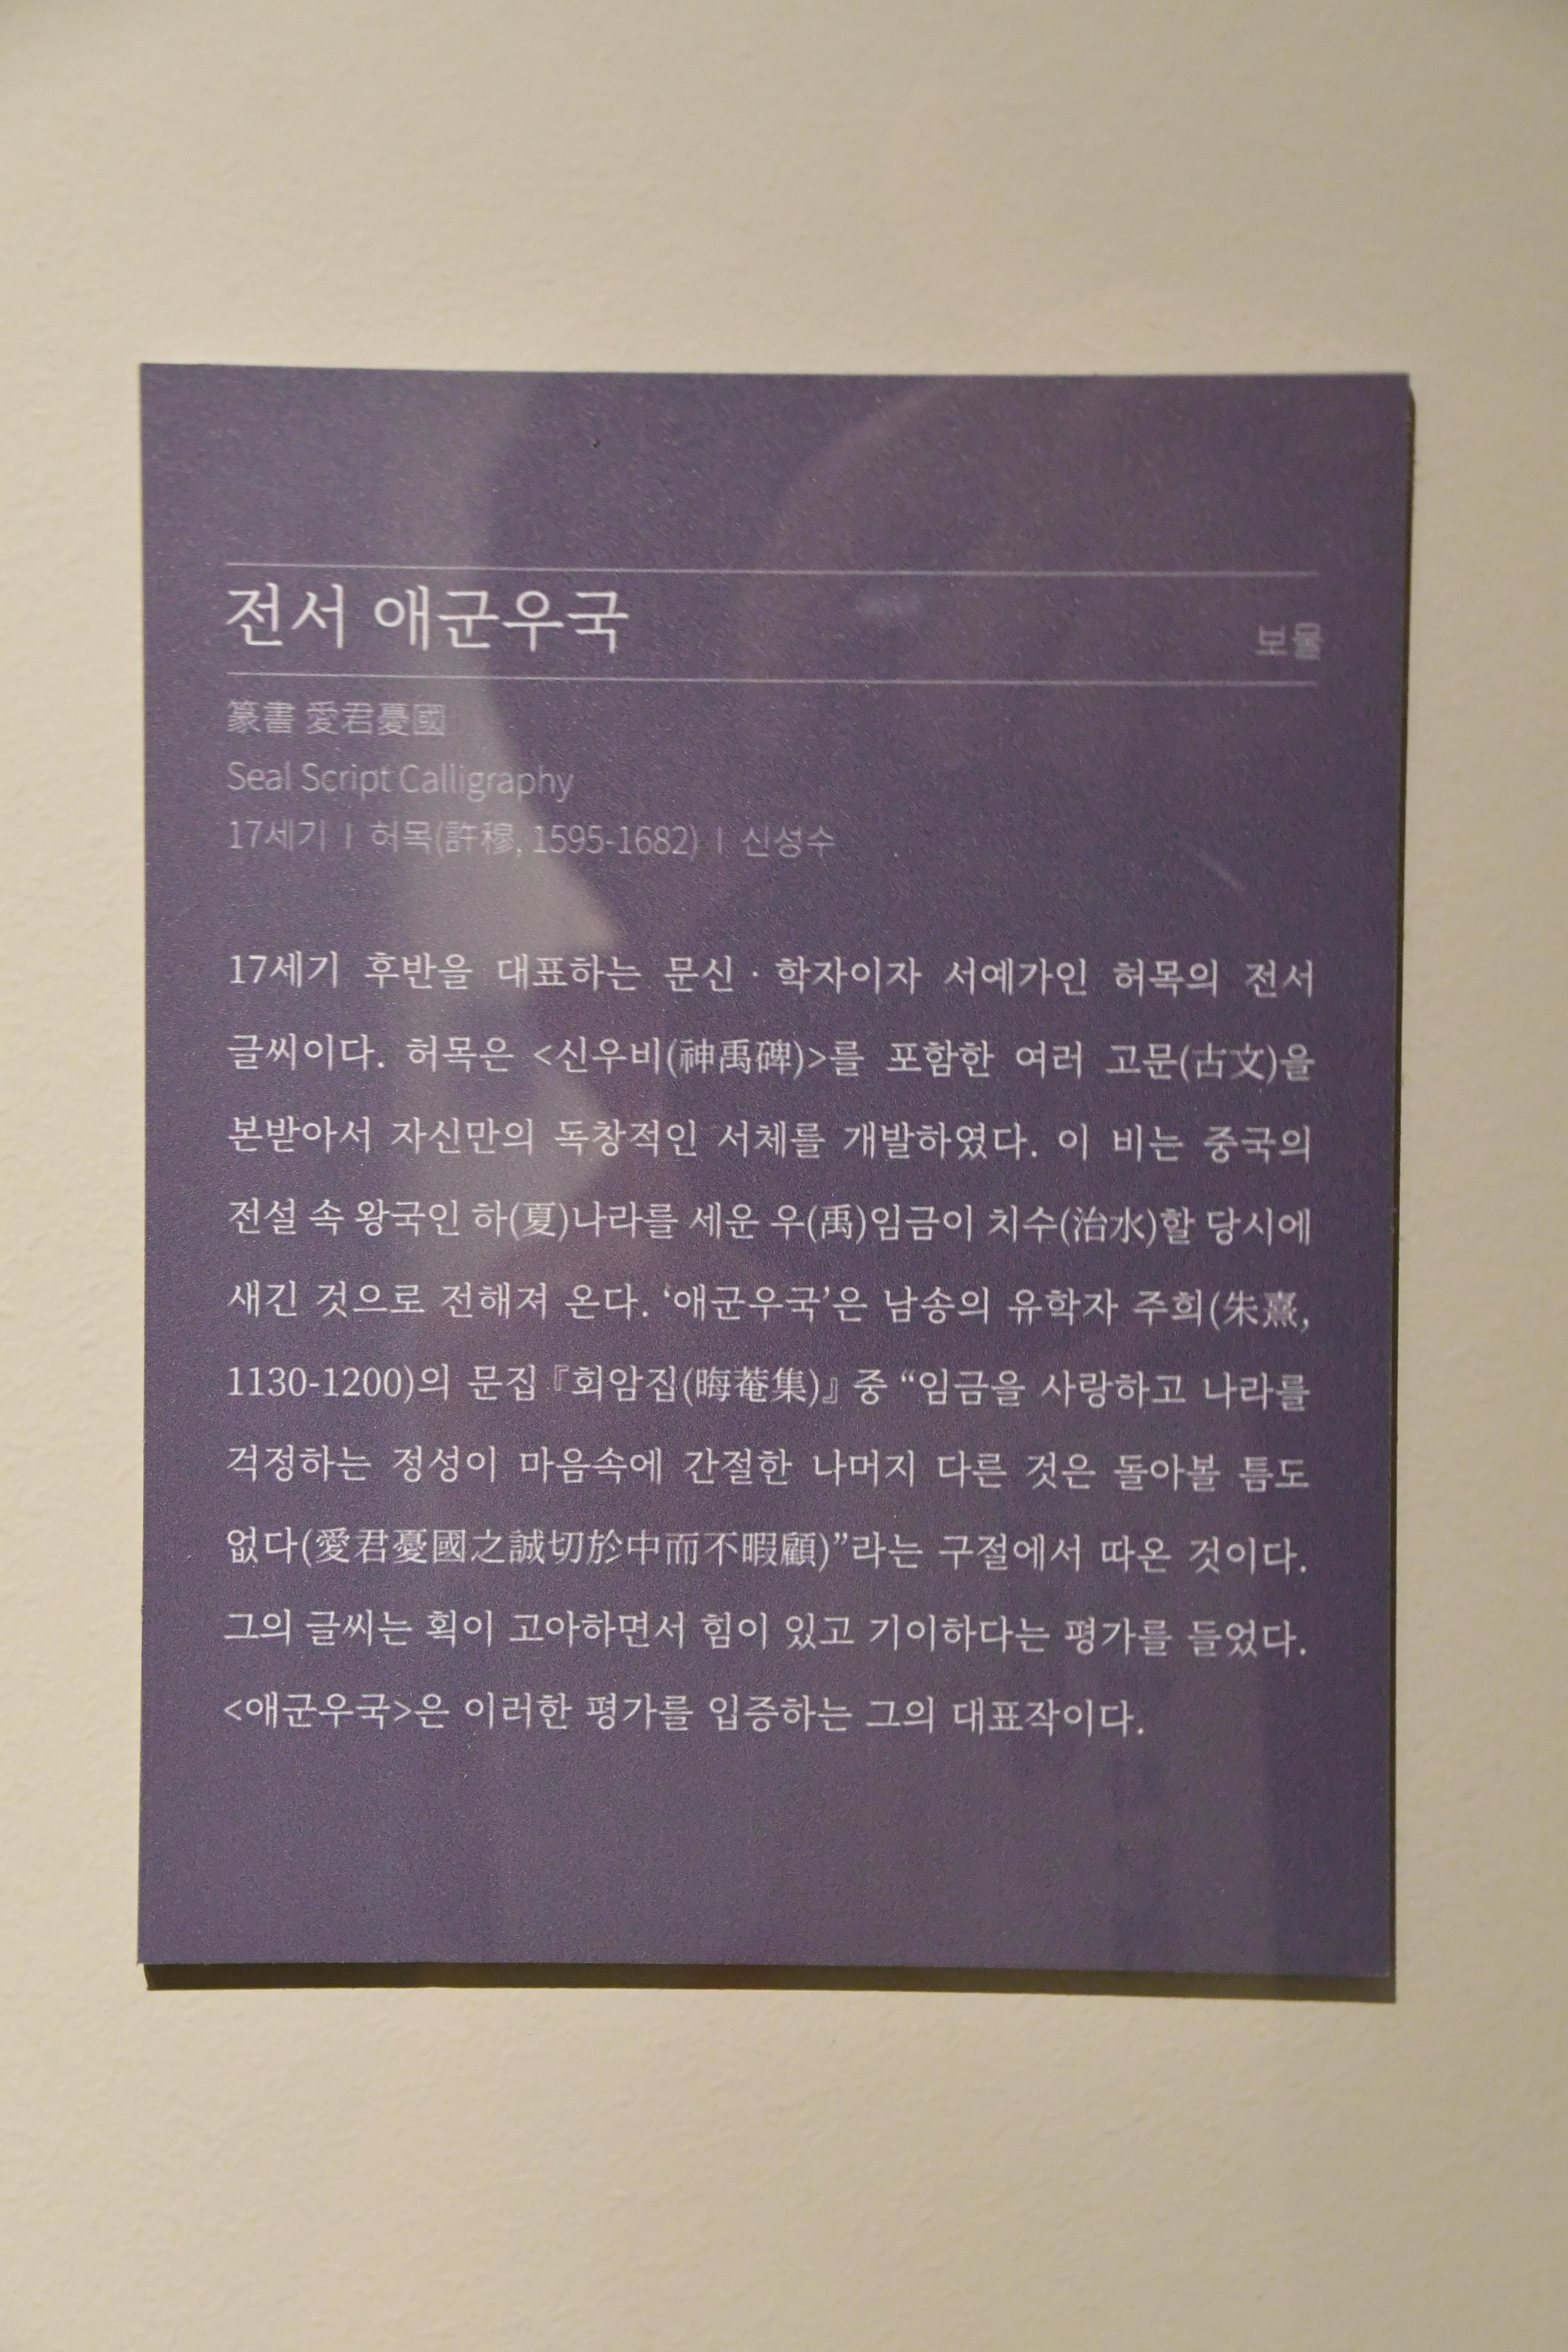 전서 애군우국 보물
篆書 愛君憂國
Seal Script Calligraphy
17세기 | 허목(許穆, 1595-1682) | 신성수
17세기 후반을 대표하는 문신 · 학자이자 서예가인 허목의 전서
글씨이다. 허목은 <신우비(神禹碑)>를 포함한 여러 고문(古文)을
본받아서 자신만의 독창적인 서체를 개발하였다. 이 비는 중국의
전설 속 왕국인 하(夏)나라를 세운 우(禹)임금이 치수(治水)할 당시에
새긴 것으로 전해져 온다. ‘애군우국’은 남송의 유학자 주희(朱熹,
1130-1200)의 문집 『회암집(晦菴集)』 중 “임금을 사랑하고 나라를
걱정하는 정성이 마음속에 간절한 나머지 다른 것은 돌아볼 틈도
없다(愛君憂國之誠切於中而不暇顧)”라는 구절에서 따온 것이다.
그의 글씨는 획이 고아하면서 힘이 있고 기이하다는 평가를 들었다.
<애군우국>은 이러한 평가를 입증하는 그의 대표작이다.